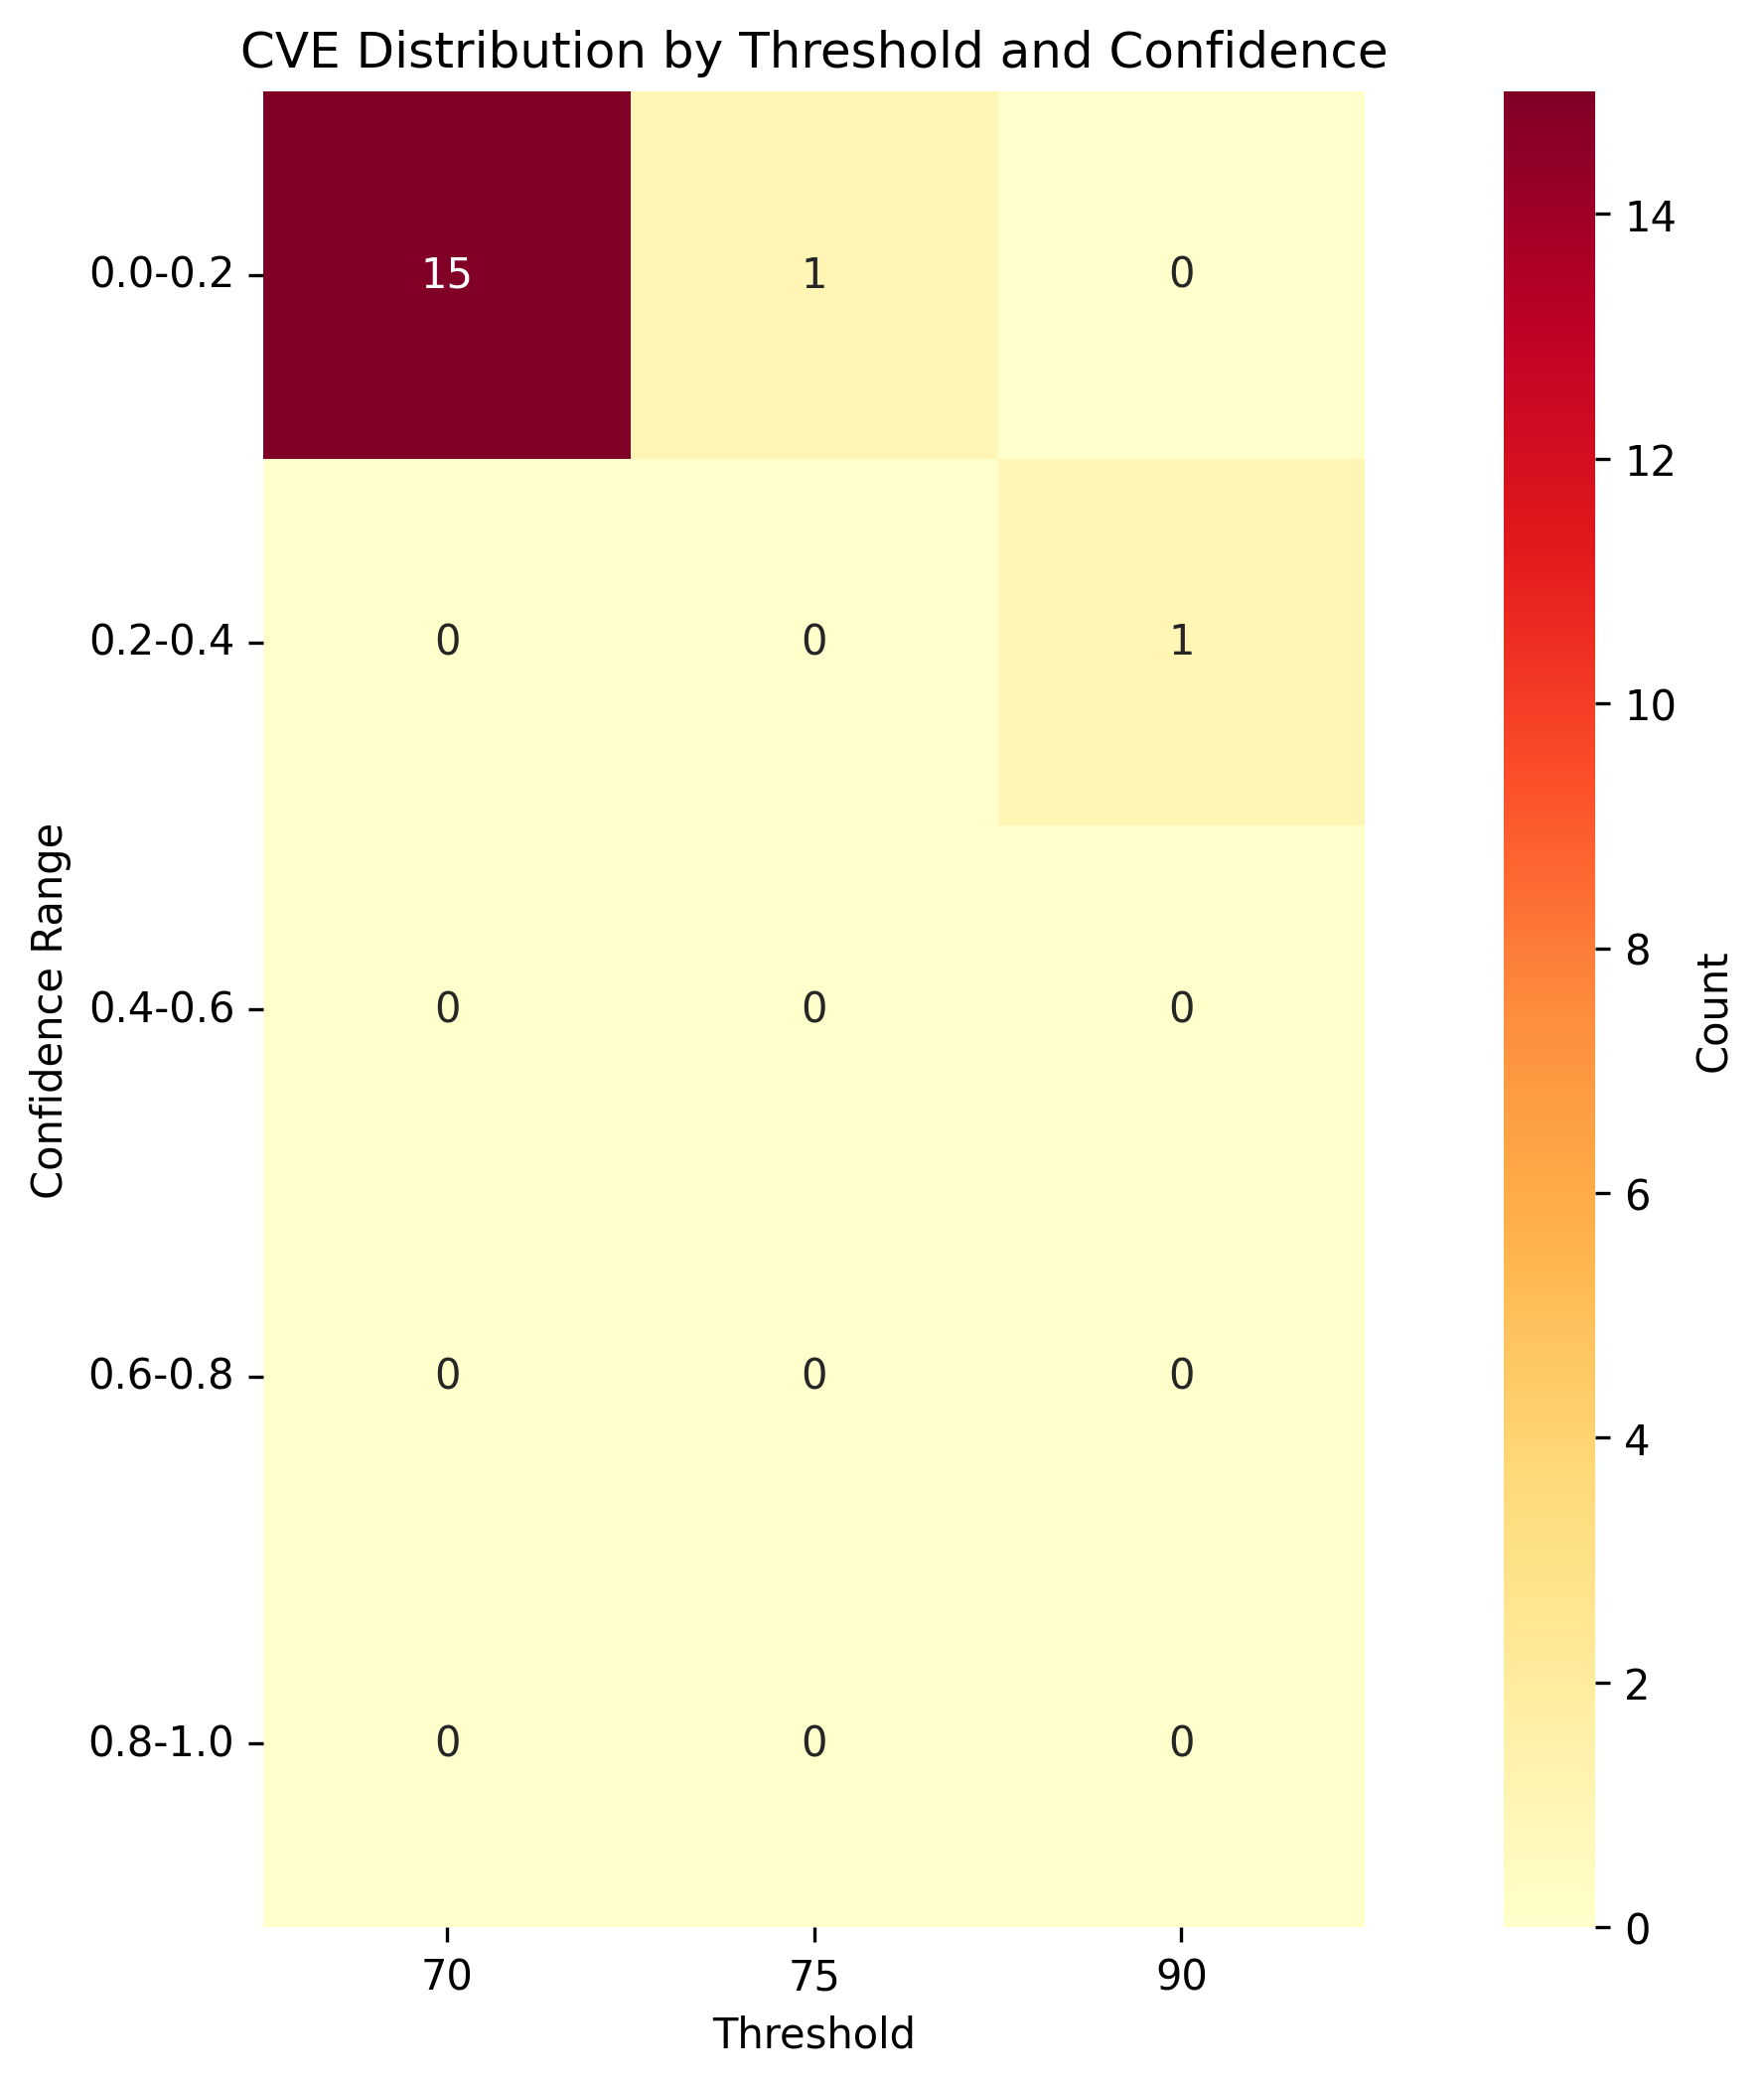 CVE Distribution by Threshold and Confidence
0.0-0.2 15 1 0
0.2-0.4 0 0 1
0.4-0.6 0 0 0
0.6-0.8 0 0 0
0.8-1.0 0 0 0
70 75 90
Threshold
Confidence Range
14
12
10
8
6
4
2
0
Count